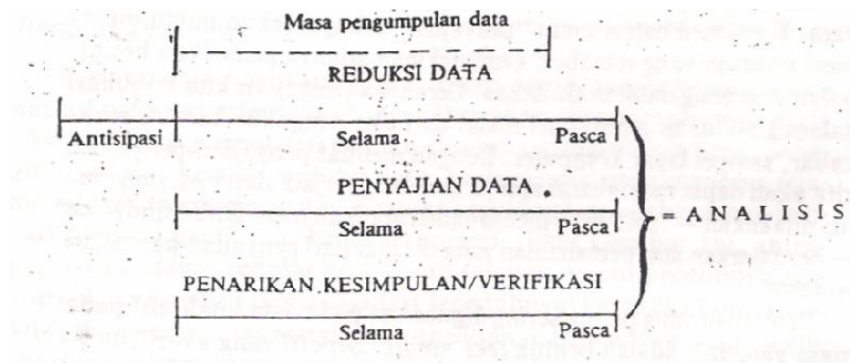 Masa pengumpulan data
REDUKSI DATA
Antisipasi Selama Pasca
PENYAJIAN DATA
Selama Pasca
= ANALISIS
PENARIKAN KESIMPULAN/VERIFIKASI
Selama Pasca